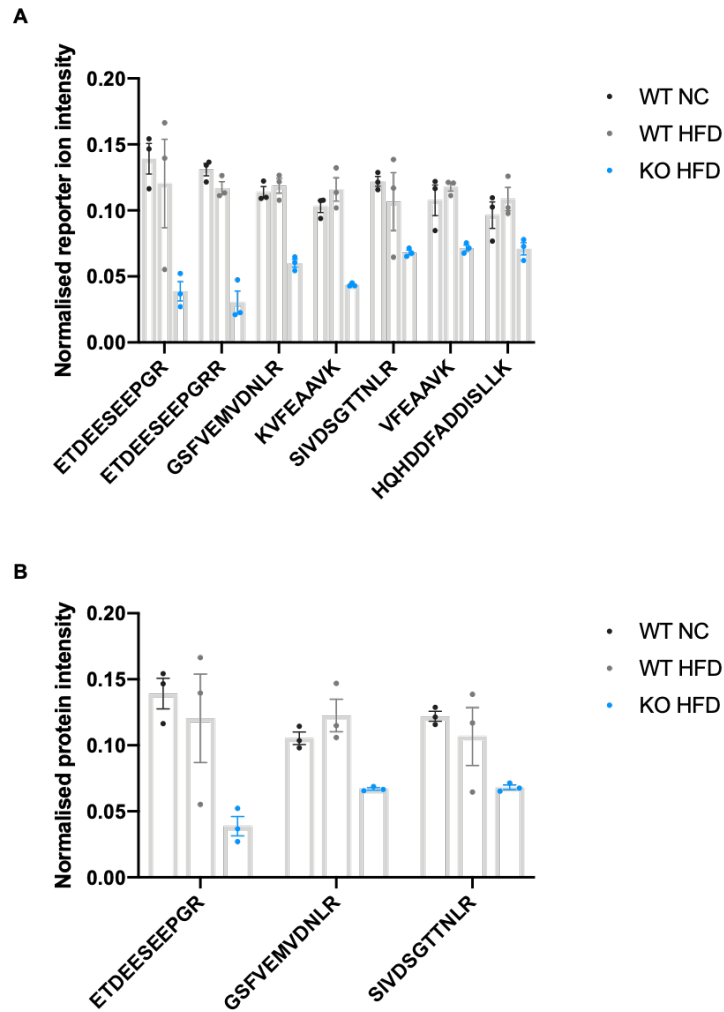 A
Normalised reporter ion intensity
0.20
0.15
0.10
0.05
0.00
ETDEESEEPGR
ETDEESEEPGRR
GSFVEMVDNLR
KVFEAAVK
SIVDSGTTNLR
VFEAAVK
HQHDDFADDISLLK
WT NC
WT HFD
KO HFD
B
Normalised protein intensity
0.20
0.15
0.10
0.05
0.00
ETDEESEEPGR
GSFVEMVDNLR
SIVDSGTTNLR
WT NC
WT HFD
KO HFD